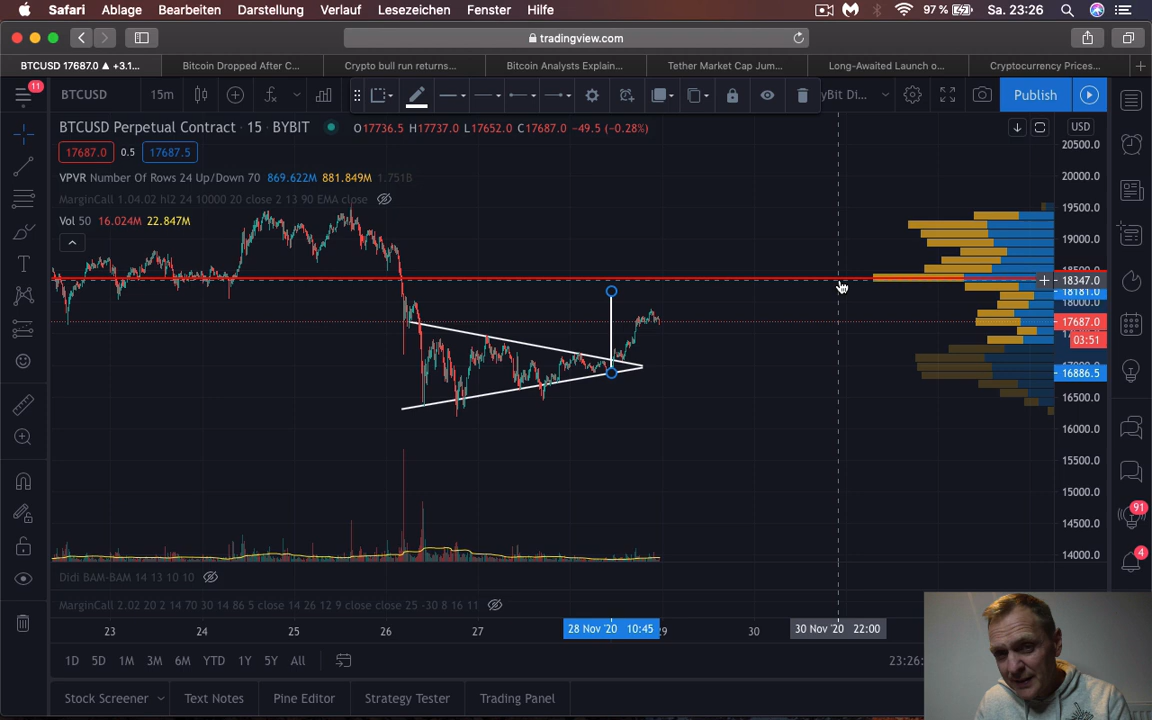 Safari Ablage Bearbeiten Darstellung Verlauf Lesezeichen Fenster Hilfe 97 % Sa. 23:26
tradingview.com
BTCUSD 17687.0 ▲ +3.1... Bitcoin Dropped After C... Crypto bull run returns... Bitcoin Analysts Explain... Tether Market Cap Jum... Long-Awaited Launch o... Cryptocurrency Prices...
11 BTCUSD 15m yBit Di... Publish
BTCUSD Perpetual Contract · 15 · BYBIT O17736.5 H17737.0 L17652.0 C17687.0 −49.5 (−0.28%) USD
17687.0 0.5 17687.5
VPVR Number Of Rows 24 Up/Down 70 869.622M 881.849M 1.751B
MarginCall 1.04.02 hl2 24 10000 20 close 2 13 90 EMA close
Vol 50 16.024M 22.847M
20500.0
20000.0
19500.0
19000.0
18500.0
18347.0
18181.0
18000.0
17687.0
03:51
16886.5
16500.0
16000.0
15500.0
15000.0
14500.0
14000.0
91
4
Didi BAM-BAM 14 13 10 10
MarginCall 2.02 20 2 14 70 30 14 86 5 close 14 26 12 9 close close 25 -30 8 16 11
23 24 25 26 27 28 Nov '20 10:45 29 30 30 Nov '20 22:00
1D 5D 1M 3M 6M YTD 1Y 5Y All 23:26:
Stock Screener Text Notes Pine Editor Strategy Tester Trading Panel